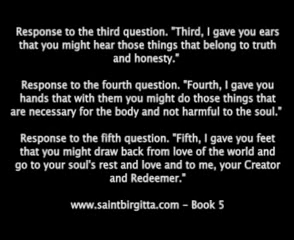 Response to the third question. "Third, I gave you ears
that you might hear those things that belong to truth
and honesty."
Response to the fourth question. "Fourth, I gave you
hands that with them you might do those things that
are necessary for the body and not harmful to the soul."
Response to the fifth question. "Fifth, I gave you feet
that you might draw back from love of the world and
go to your soul's rest and love and to me, your Creator
and Redeemer."
www.saintbirgitta.com - Book 5